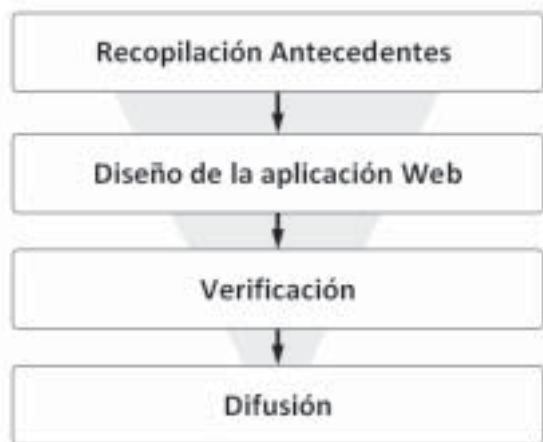 Recopilación Antecedentes
Diseño de la aplicación Web
Verificación
Difusión